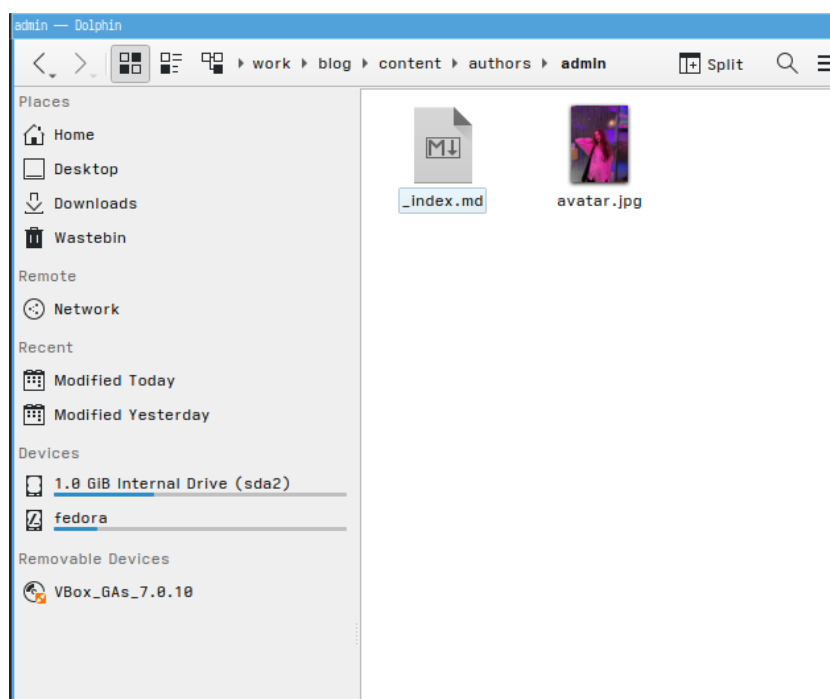 admin — Dolphin
work blog content authors admin Split
Places
Home
Desktop
Downloads
Wastebin
Remote
Network
Recent
Modified Today
Modified Yesterday
Devices
1.0 GiB Internal Drive (sda2)
fedora
Removable Devices
VBox_GAs_7.0.10
M
_index.md
avatar.jpg